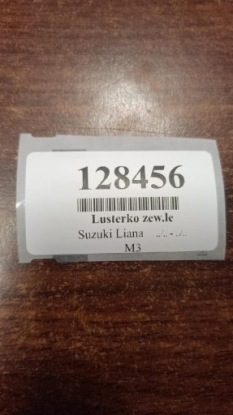 128456
Lusterko zew.le
Suzuki Liana ../.. - ../..
M3